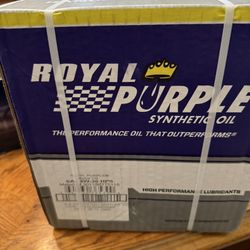 ROYAL
PURPLE
SYNTHETIC OIL
THE PERFORMANCE OIL THAT OUTPERFORMS®
HIGH PERFORMANCE LUBRICANTS